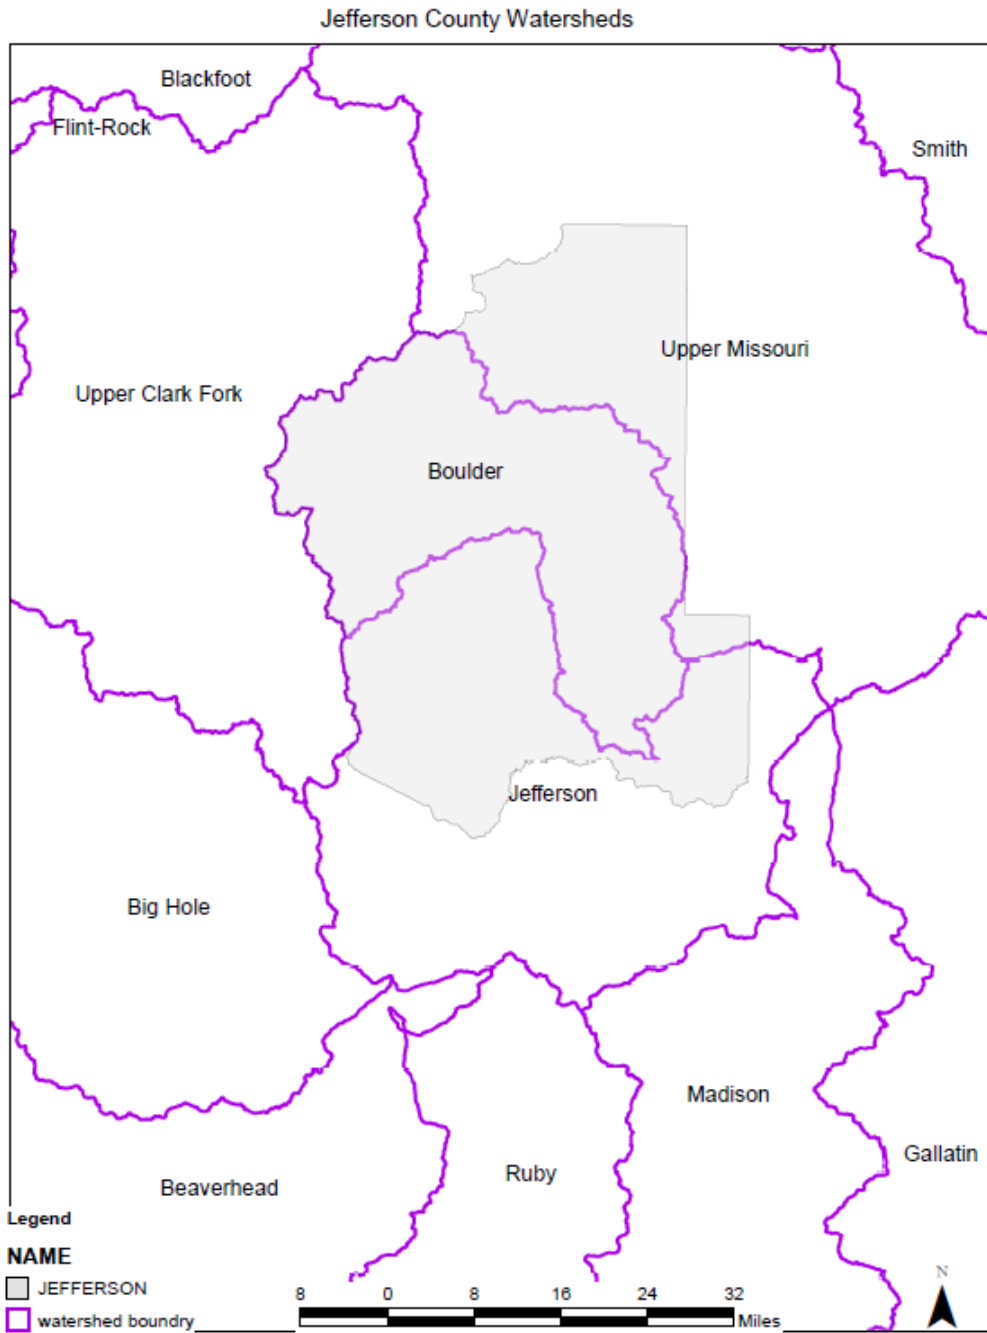 Jefferson County Watersheds
Blackfoot
Flint-Rock
Smith
Upper Missouri
Upper Clark Fork
Boulder
Jefferson
Big Hole
Madison
Gallatin
Ruby
Beaverhead
Legend
NAME
JEFFERSON
watershed boundry
8 0 8 16 24 32
Miles
N